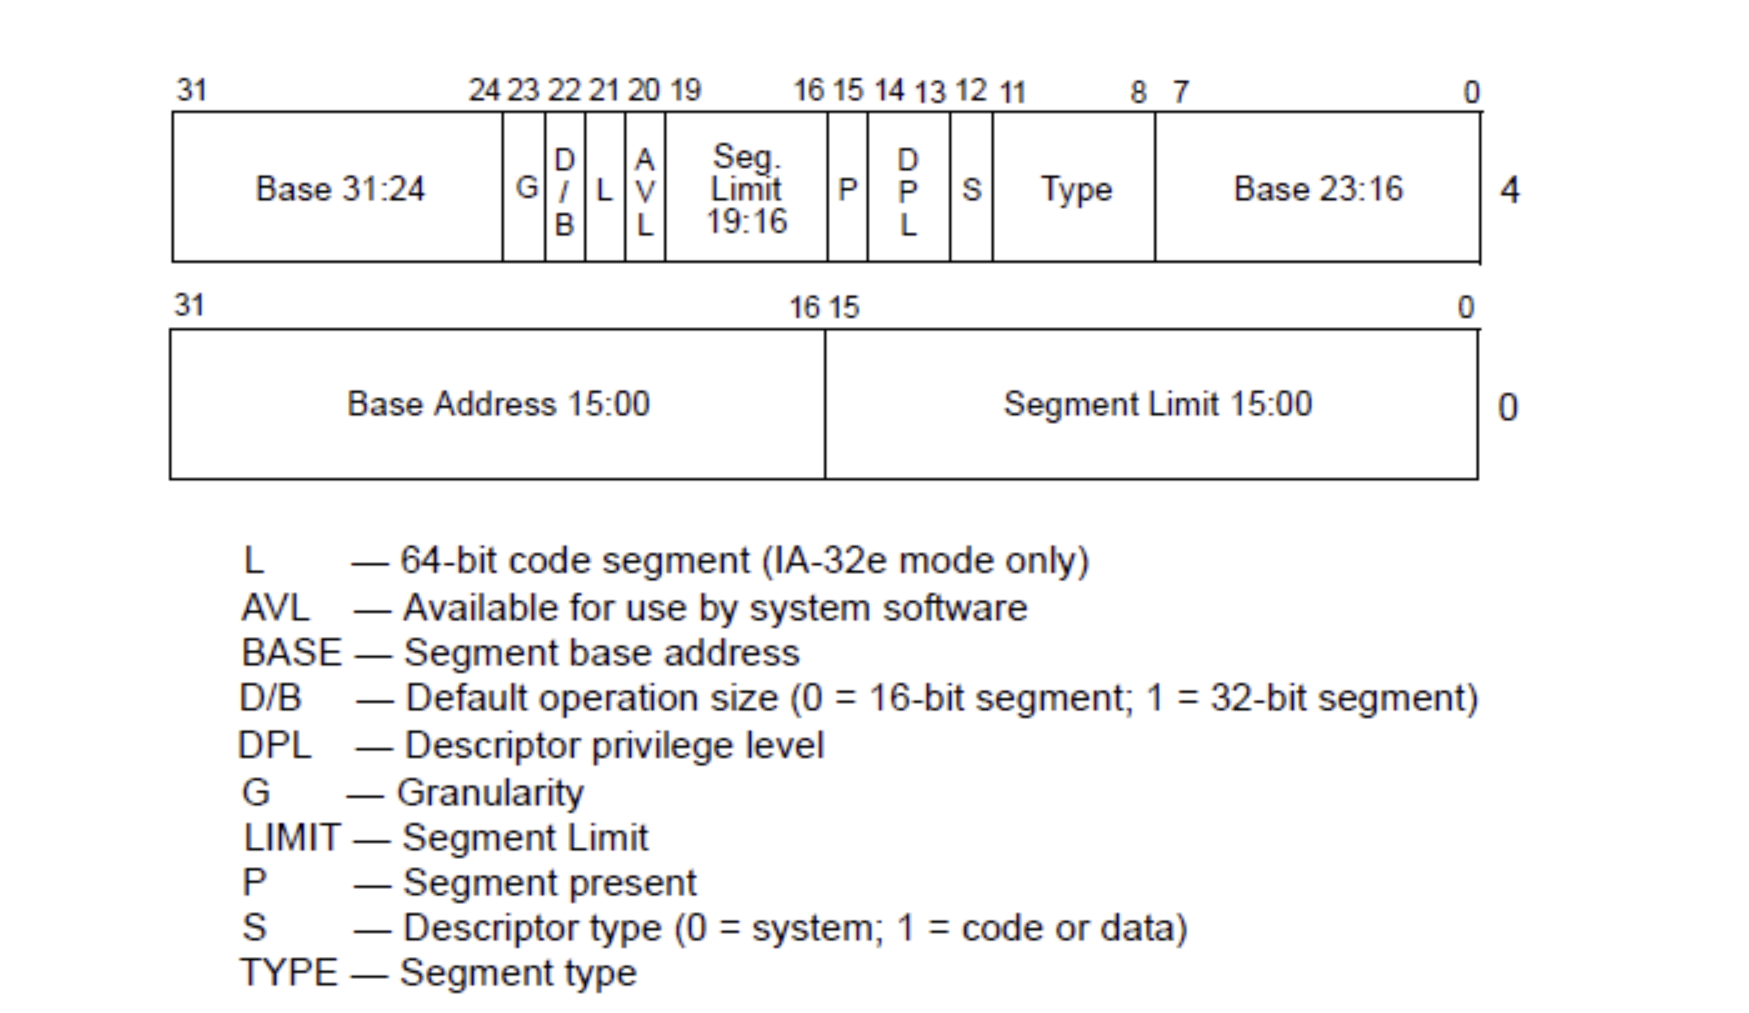 31 24 23 22 21 20 19 16 15 14 13 12 11 8 7 0
Base 31:24 G D/B L AVL Seg. Limit 19:16 P DPL S Type Base 23:16 4
31 16 15 0
Base Address 15:00 Segment Limit 15:00 0
L — 64-bit code segment (IA-32e mode only)
AVL — Available for use by system software
BASE — Segment base address
D/B — Default operation size (0 = 16-bit segment; 1 = 32-bit segment)
DPL — Descriptor privilege level
G — Granularity
LIMIT — Segment Limit
P — Segment present
S — Descriptor type (0 = system; 1 = code or data)
TYPE — Segment type